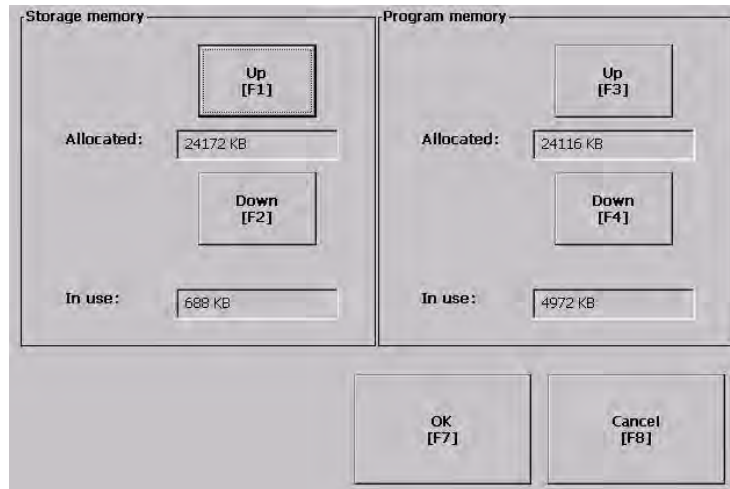 Storage memory
Up
[F1]
Allocated:
24172 KB
Down
[F2]
In use:
688 KB
Program memory
Up
[F3]
Allocated:
24116 KB
Down
[F4]
In use:
4972 KB
OK
[F7]
Cancel
[F8]